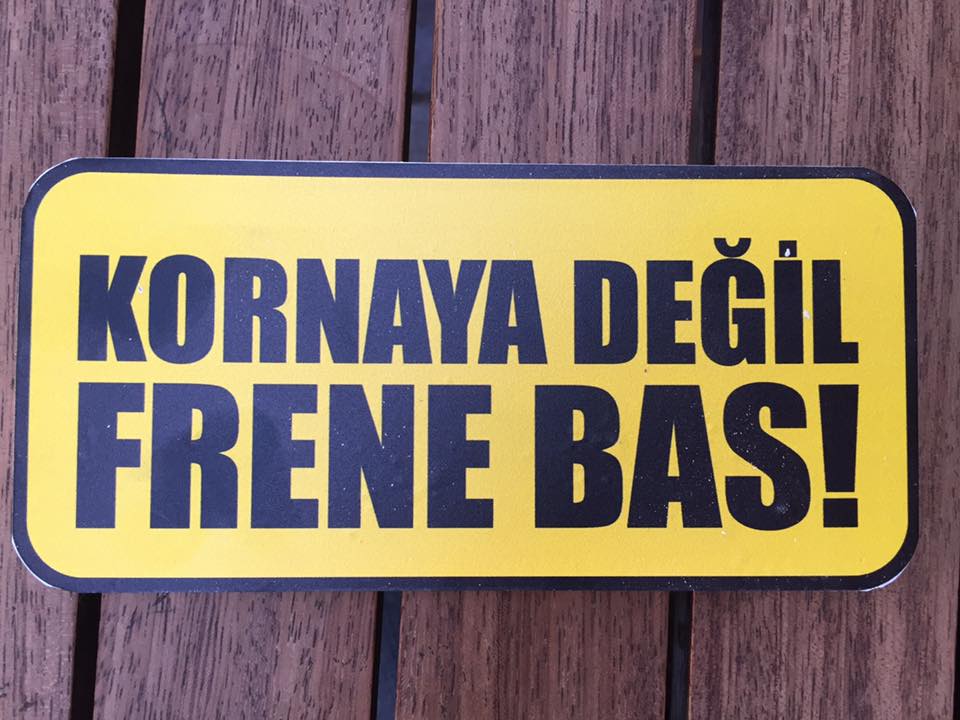 KORNAYA DEĞİL
FRENE BAS!